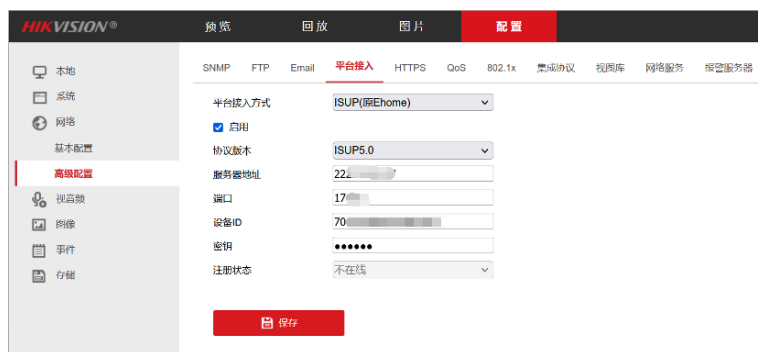 HIKVISION®
预览 回放 图片 配置
本地
系统
网络
基本配置
高级配置
视音频
图像
事件
存储
SNMP FTP Email 平台接入 HTTPS QoS 802.1x 集成协议 视图库 网络服务 报警服务器
平台接入方式 ISUP(原Ehome)
启用
协议版本 ISUP5.0
服务器地址 222
端口 17
设备ID 70
密钥 ●●●●●●
注册状态 不在线
保存